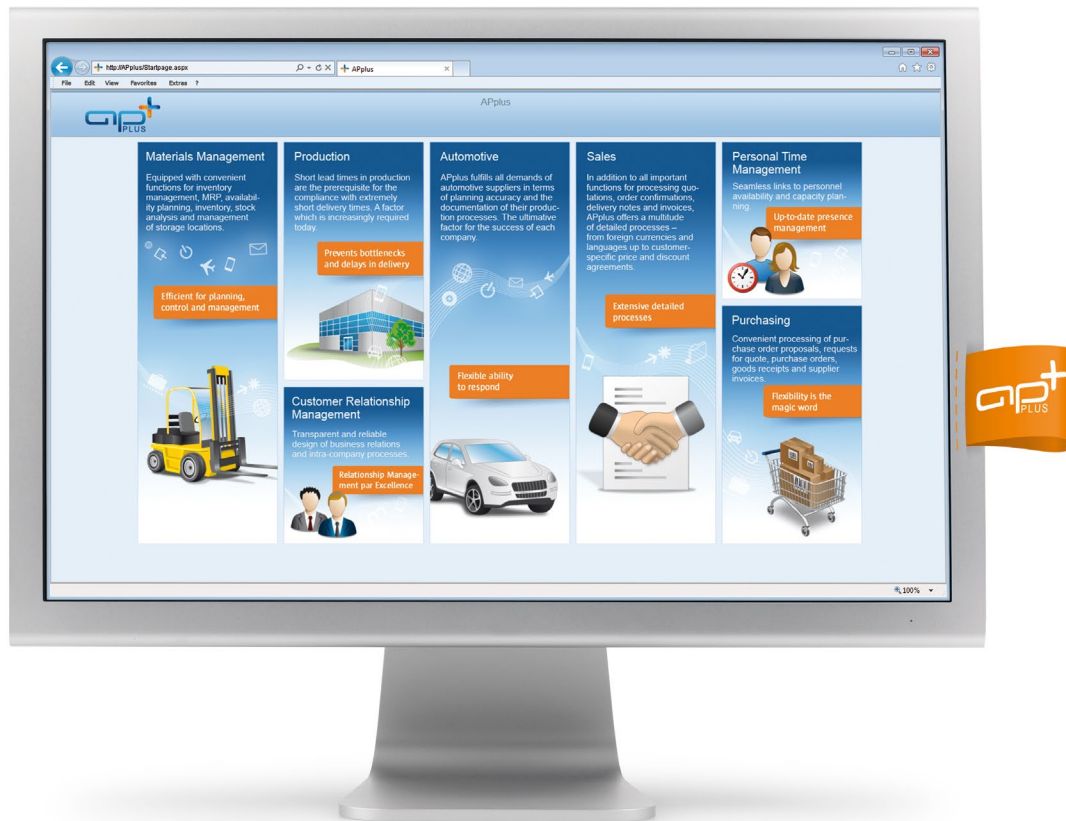 http://APplus/Startpage.aspx
APplus
File Edit View Favorites Extras ?
ap+
PLUS
APplus
Materials Management
Equipped with convenient
functions for inventory
management, MRP, availabil-
ity planning, inventory, stock
analysis and management
of storage locations.
Efficient for planning,
control and management
Production
Short lead times in production
are the prerequisite for the
compliance with extremely
short delivery times. A factor
which is increasingly required
today.
Prevents bottlenecks
and delays in delivery
Customer Relationship
Management
Transparent and reliable
design of business relations
and intra-company processes.
Relationship Manage-
ment par Excellence
Automotive
APplus fulfills all demands of
automotive suppliers in terms
of planning accuracy and the
documentation of their produc-
tion processes. The ultimative
factor for the success of each
company.
Flexible ability
to respond
Sales
In addition to all important
functions for processing quo-
tations, order confirmations,
delivery notes and invoices,
APplus offers a multitude
of detailed processes –
from foreign currencies and
languages up to customer-
specific price and discount
agreements.
Extensive detailed
processes
Personal Time
Management
Seamless links to personnel
availability and capacity plan-
ning.
Up-to-date presence
management
Purchasing
Convenient processing of pur-
chase order proposals, requests
for quote, purchase orders,
goods receipts and supplier
invoices.
Flexibility is the
magic word
ap+
PLUS
100%